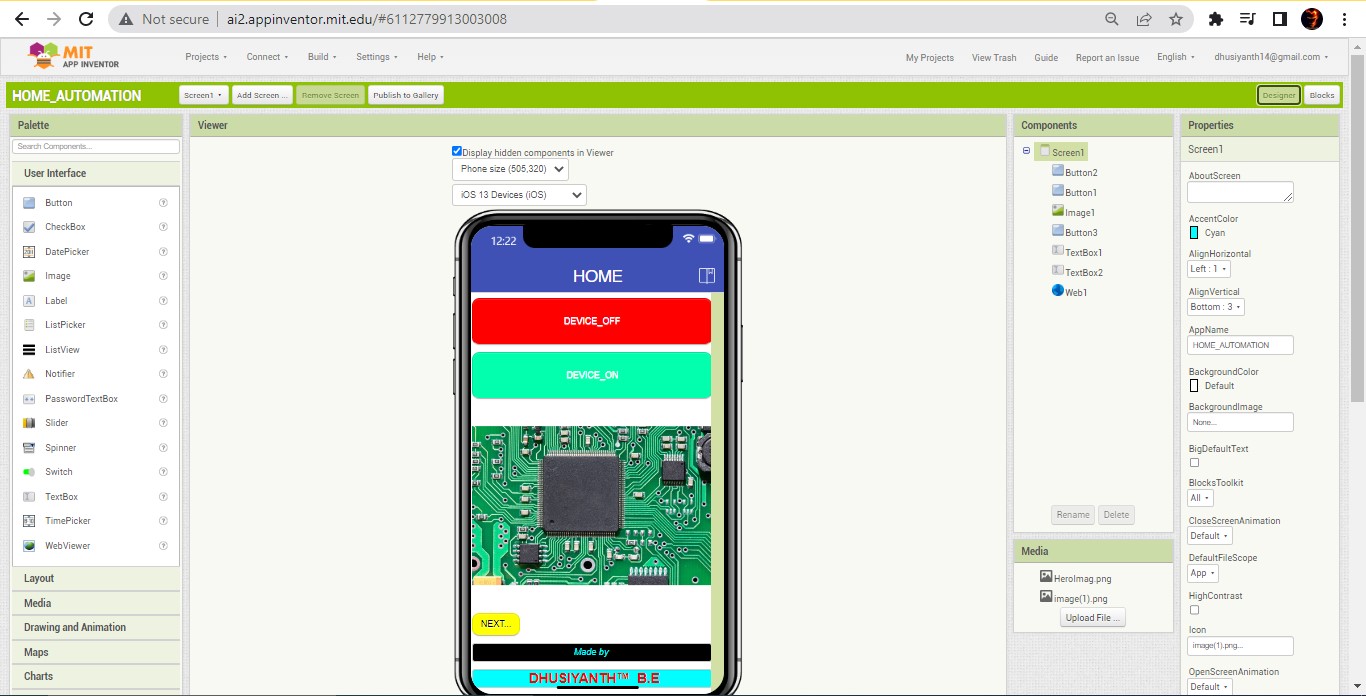 Not secure | ai2.appinventor.mit.edu/#6112779913003008
MIT
APP INVENTOR
Projects Connect Build Settings Help
My Projects View Trash Guide Report an Issue English dhusiyanth14@gmail.com
HOME_AUTOMATION
Screen1 Add Screen ... Remove Screen Publish to Gallery
Designer Blocks
Palette
Search Components...
User Interface
Button
CheckBox
DatePicker
Image
Label
ListPicker
ListView
Notifier
PasswordTextBox
Slider
Spinner
Switch
TextBox
TimePicker
WebViewer
Layout
Media
Drawing and Animation
Maps
Charts
Viewer
Display hidden components in Viewer
Phone size (505,320)
iOS 13 Devices (iOS)
12:22
HOME
DEVICE_OFF
DEVICE_ON
NEXT...
Made by
DHUSIYANTH™ B.E
Components
Screen1
Button2
Button1
Image1
Button3
TextBox1
TextBox2
Web1
Rename Delete
Media
HeroImag.png
image(1).png
Upload File ...
Properties
Screen1
AboutScreen
AccentColor
Cyan
AlignHorizontal
Left : 1
AlignVertical
Bottom : 3
AppName
HOME_AUTOMATION
BackgroundColor
Default
BackgroundImage
None...
BigDefaultText
BlocksToolkit
All
CloseScreenAnimation
Default
DefaultFileScope
App
HighContrast
Icon
image(1).png...
OpenScreenAnimation
Default